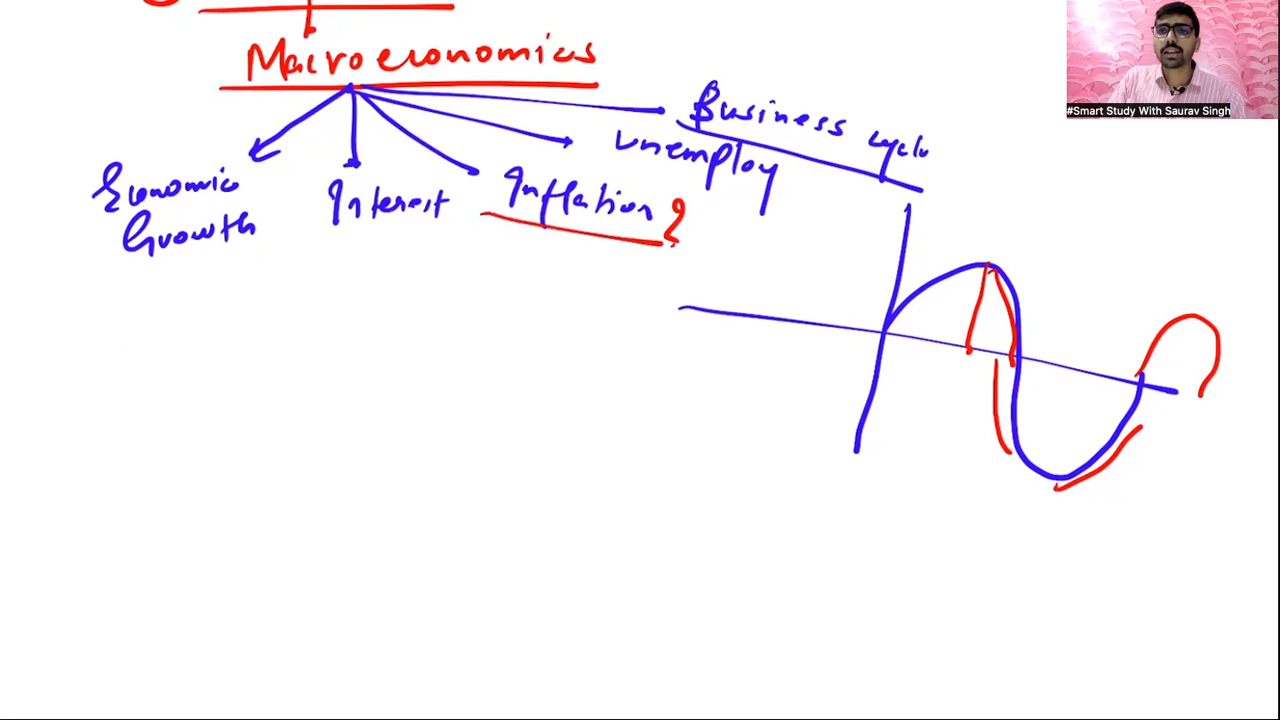 Macroeconomics
Business cycle
unemploy
Economic
Growth
Interest
Inflation ?
#Smart Study With Saurav Singh